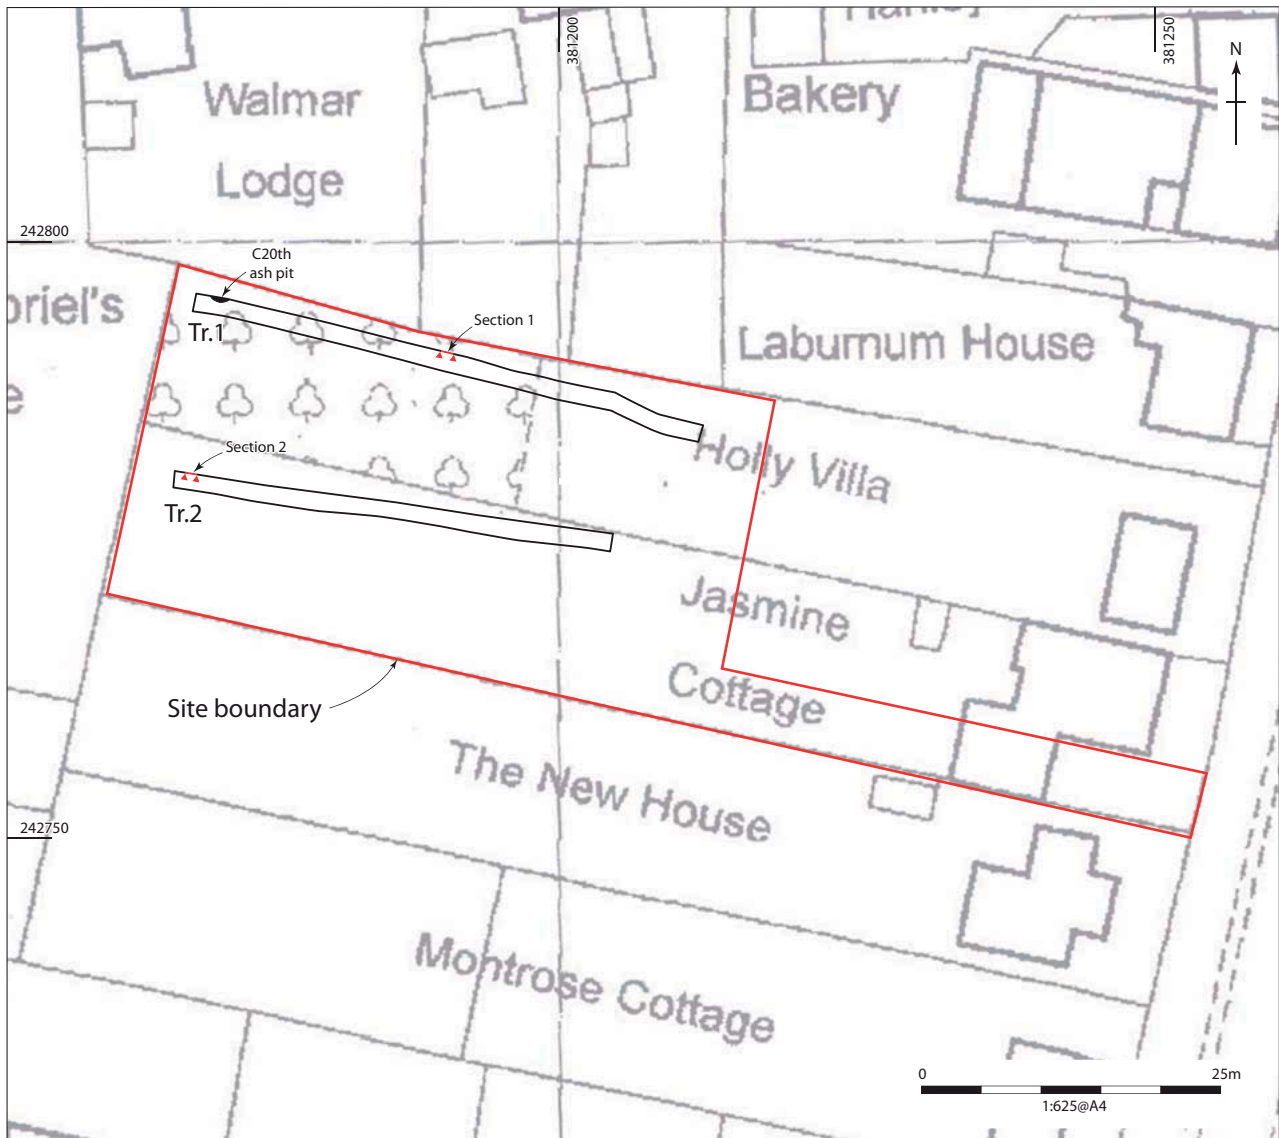 381200
381250
N
Walmar
Lodge
Bakery
242800
C20th
ash pit
Tr.1
Section 1
Laburnum House
Section 2
Tr.2
Holly Villa
Jasmine
Cottage
Site boundary
The New House
242750
Montrose Cottage
0 25m
1:625@A4